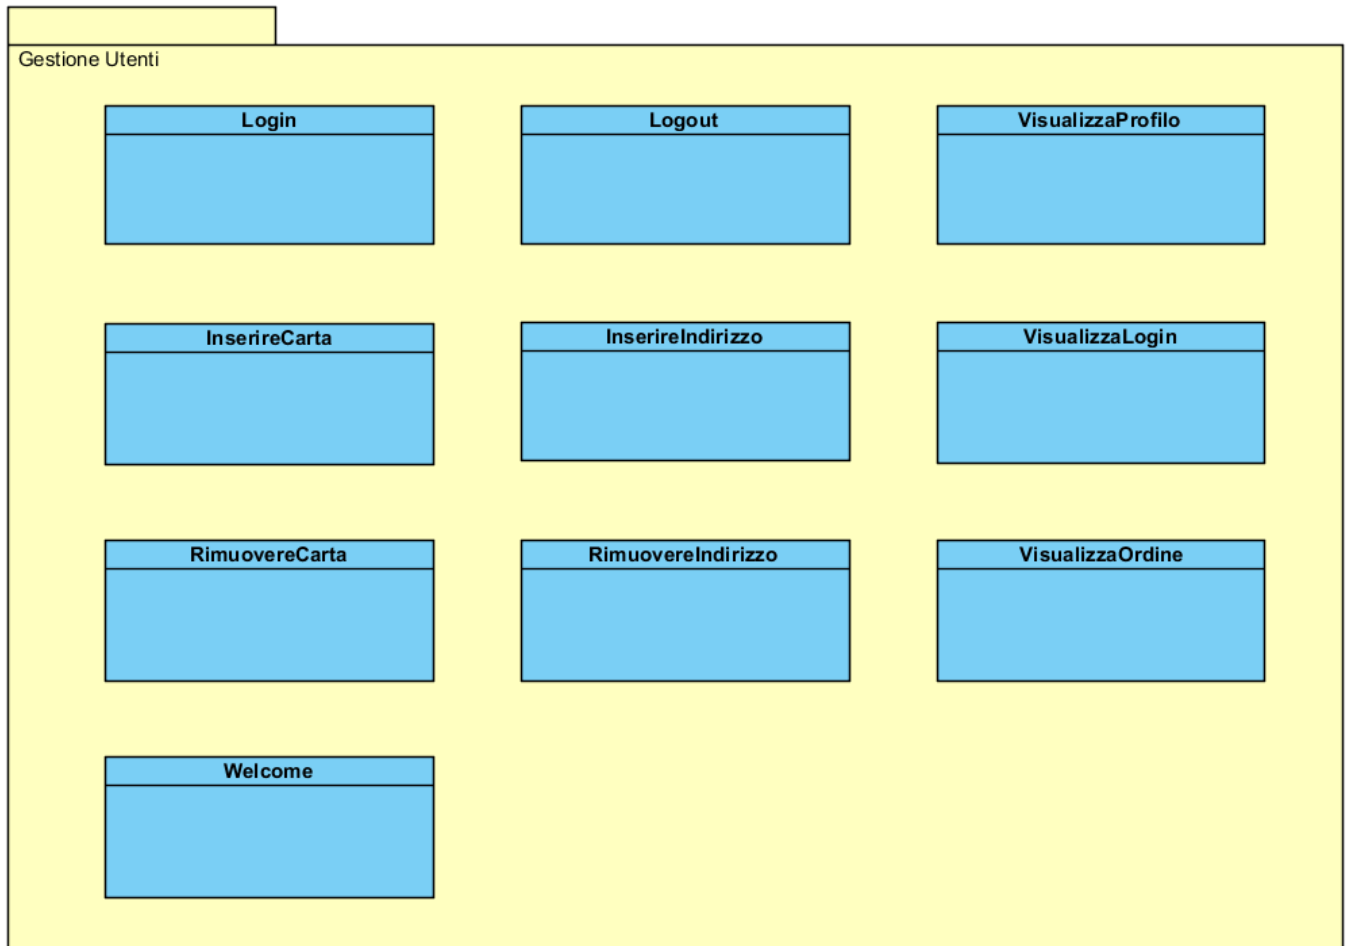 Gestione Utenti
Login
Logout
VisualizzaProfilo
InserireCarta
InserireIndirizzo
VisualizzaLogin
RimuovereCarta
RimuovereIndirizzo
VisualizzaOrdine
Welcome